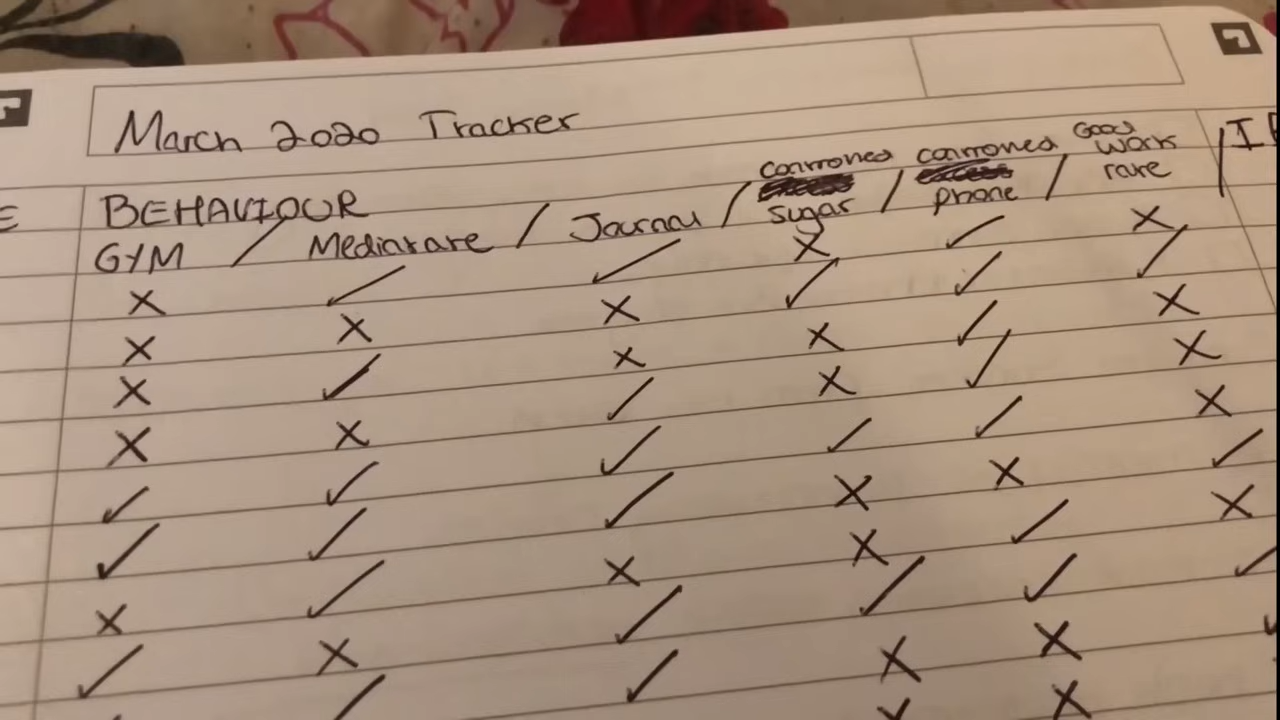 March 2020 Tracker
BEHAVIOUR
GYM / Meditate / Journal / Controlled sugar / Controlled phone / Good work rate /